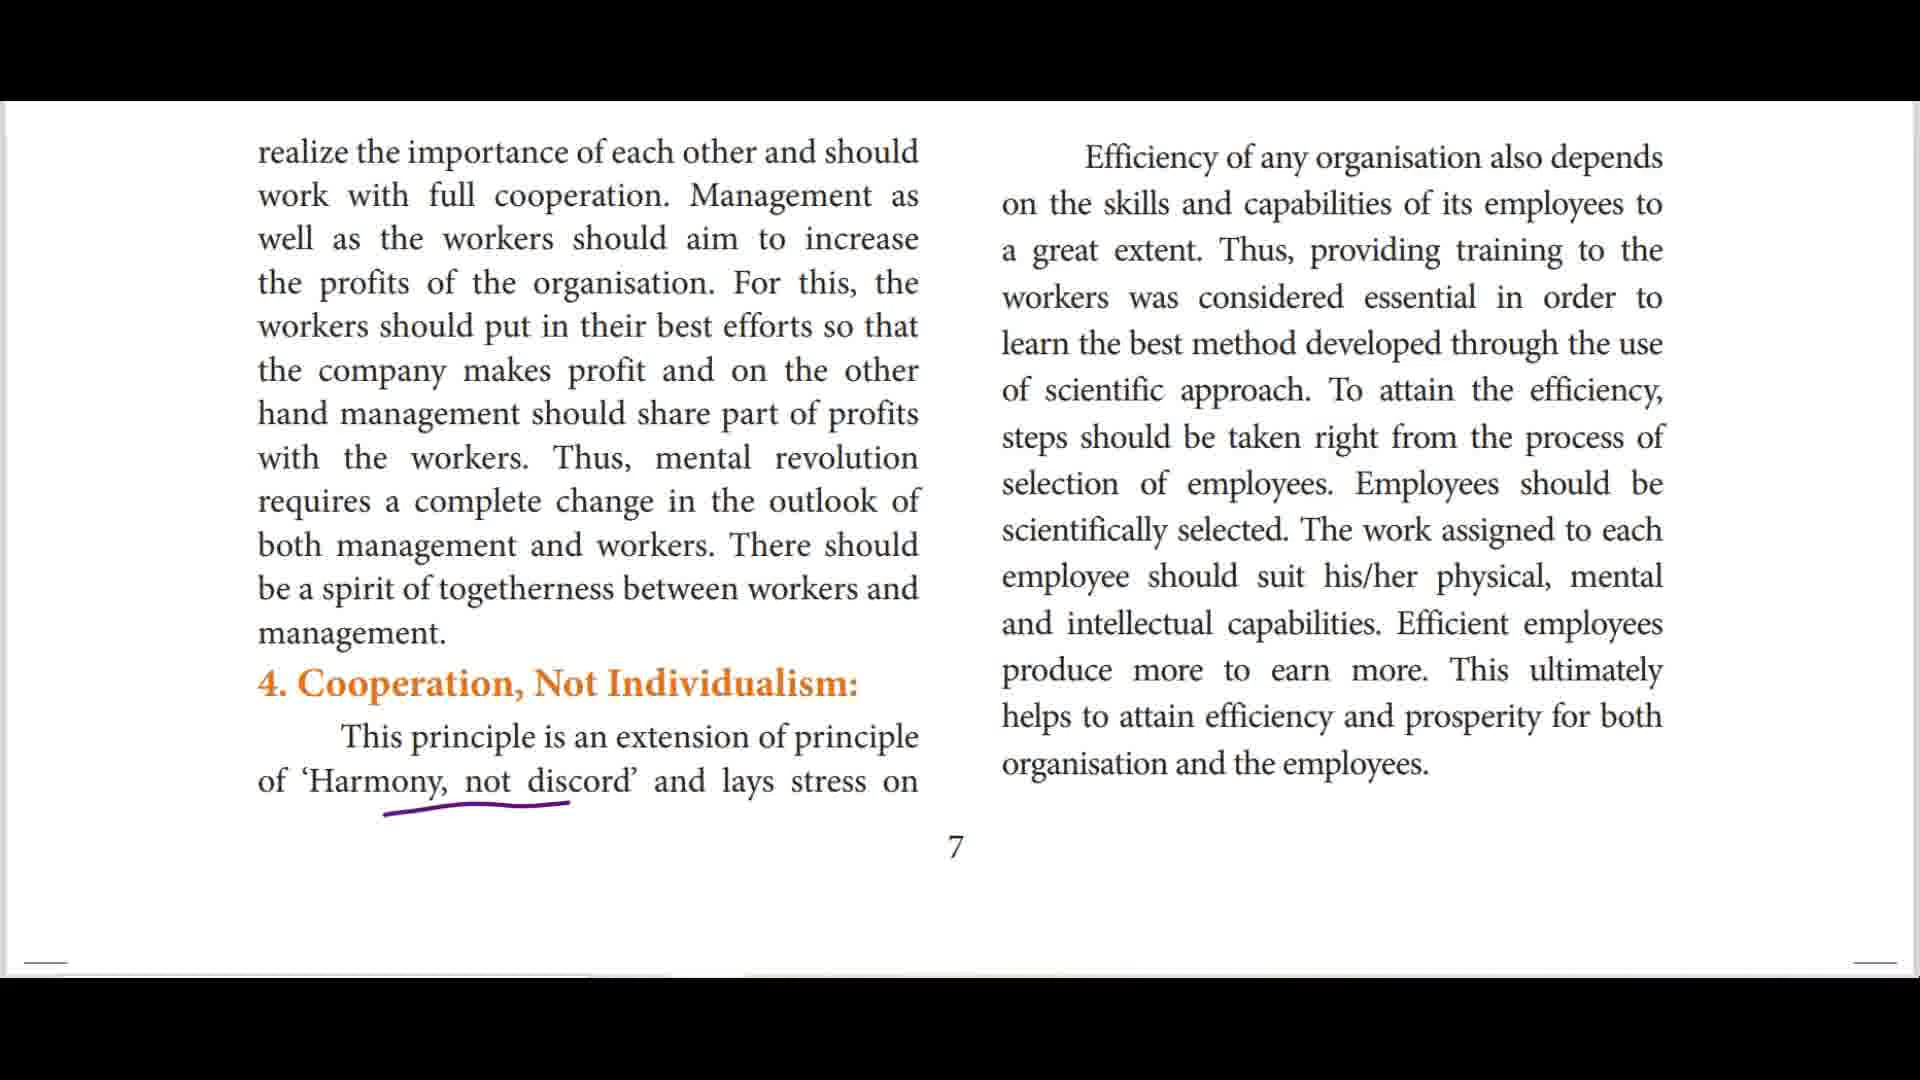 realize the importance of each other and should
work with full cooperation. Management as
well as the workers should aim to increase
the profits of the organisation. For this, the
workers should put in their best efforts so that
the company makes profit and on the other
hand management should share part of profits
with the workers. Thus, mental revolution
requires a complete change in the outlook of
both management and workers. There should
be a spirit of togetherness between workers and
management.
4. Cooperation, Not Individualism:
This principle is an extension of principle
of ‘Harmony, not discord’ and lays stress on
Efficiency of any organisation also depends
on the skills and capabilities of its employees to
a great extent. Thus, providing training to the
workers was considered essential in order to
learn the best method developed through the use
of scientific approach. To attain the efficiency,
steps should be taken right from the process of
selection of employees. Employees should be
scientifically selected. The work assigned to each
employee should suit his/her physical, mental
and intellectual capabilities. Efficient employees
produce more to earn more. This ultimately
helps to attain efficiency and prosperity for both
organisation and the employees.
7